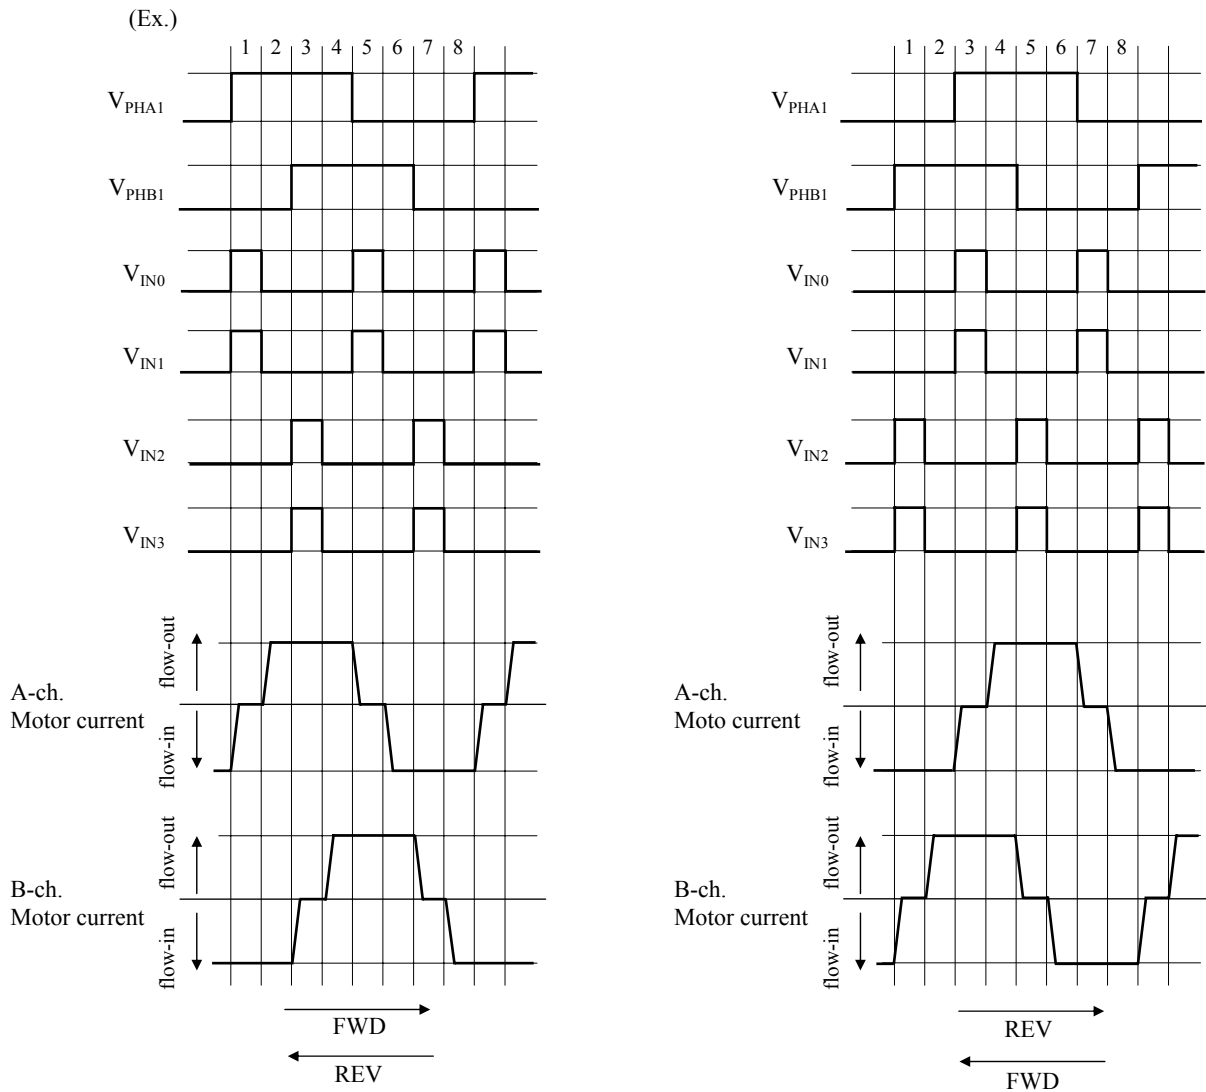 (Ex.)
1 2 3 4 5 6 7 8
VPHA1
VPHB1
VIN0
VIN1
VIN2
VIN3
flow-out
A-ch.
Motor current
flow-in
flow-out
B-ch.
Motor current
flow-in
FWD
REV
1 2 3 4 5 6 7 8
VPHA1
VPHB1
VIN0
VIN1
VIN2
VIN3
flow-out
A-ch.
Moto current
flow-in
flow-out
B-ch.
Motor current
flow-in
REV
FWD